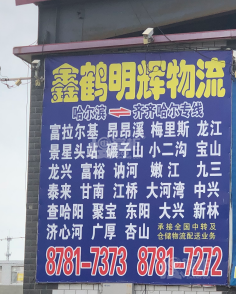 鑫鹤明辉物流
哈尔滨 齐齐哈尔专线
富拉尔基 昂昂溪 梅里斯 龙江
景星头站 碾子山 小二沟 宝山
龙兴 富裕 讷河 嫩江 九三
泰来 甘南 江桥 大河湾 中兴
查哈阳 聚宝 东阳 大兴 新林
济心河 广厚 杏山
承接全国中转及
仓储物流配送业务
8781-7373 8781-7272